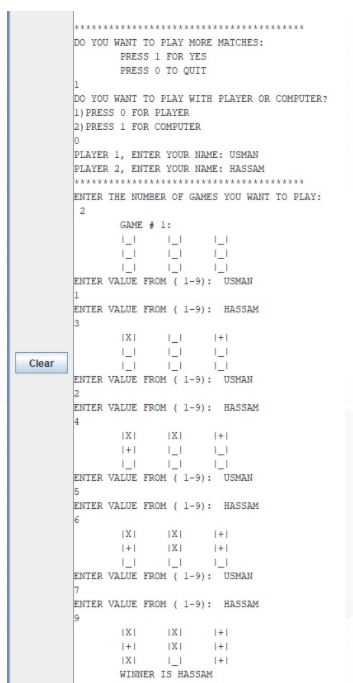 ****************************************
DO YOU WANT TO PLAY MORE MATCHES:
PRESS 1 FOR YES
PRESS 0 TO QUIT
1
DO YOU WANT TO PLAY WITH PLAYER OR COMPUTER?
1)PRESS 0 FOR PLAYER
2)PRESS 1 FOR COMPUTER
0
PLAYER 1, ENTER YOUR NAME: USMAN
PLAYER 2, ENTER YOUR NAME: HASSAM
****************************************
ENTER THE NUMBER OF GAMES YOU WANT TO PLAY:
2
GAME # 1:
|_| |_| |_|
|_| |_| |_|
|_| |_| |_|
ENTER VALUE FROM ( 1-9): USMAN
1
ENTER VALUE FROM ( 1-9): HASSAM
3
|X| |_| |+|
|_| |_| |_|
|_| |_| |_|
Clear
ENTER VALUE FROM ( 1-9): USMAN
2
ENTER VALUE FROM ( 1-9): HASSAM
4
|X| |X| |+|
|+| |_| |_|
|_| |_| |_|
ENTER VALUE FROM ( 1-9): USMAN
5
ENTER VALUE FROM ( 1-9): HASSAM
6
|X| |X| |+|
|+| |X| |+|
|_| |_| |_|
ENTER VALUE FROM ( 1-9): USMAN
7
ENTER VALUE FROM ( 1-9): HASSAM
9
|X| |X| |+|
|+| |X| |+|
|X| |_| |+|
WINNER IS HASSAM